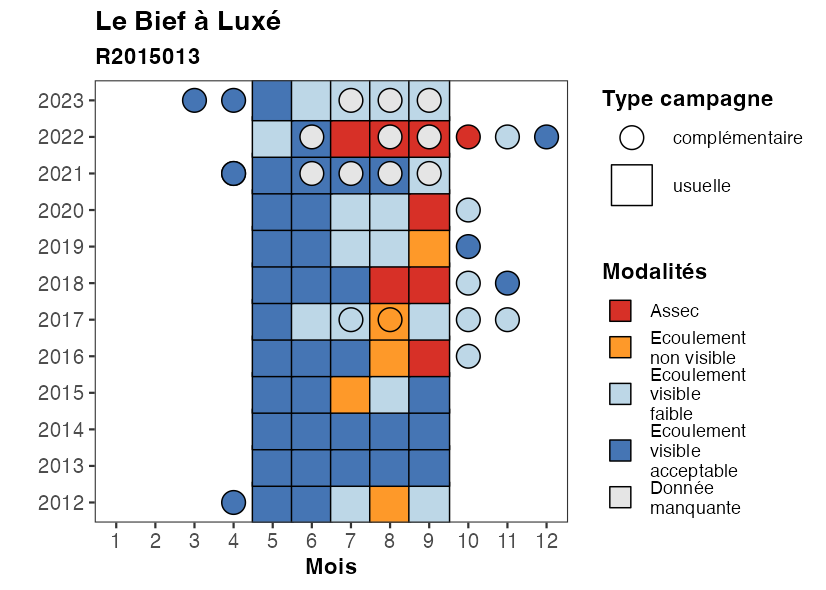 Le Bief à Luxé
R2015013
2023
2022
2021
2020
2019
2018
2017
2016
2015
2014
2013
2012
1 2 3 4 5 6 7 8 9 10 11 12
Mois
Type campagne
complémentaire
usuelle
Modalités
Assec
Ecoulement
non visible
Ecoulement
visible
faible
Ecoulement
visible
acceptable
Donnée
manquante